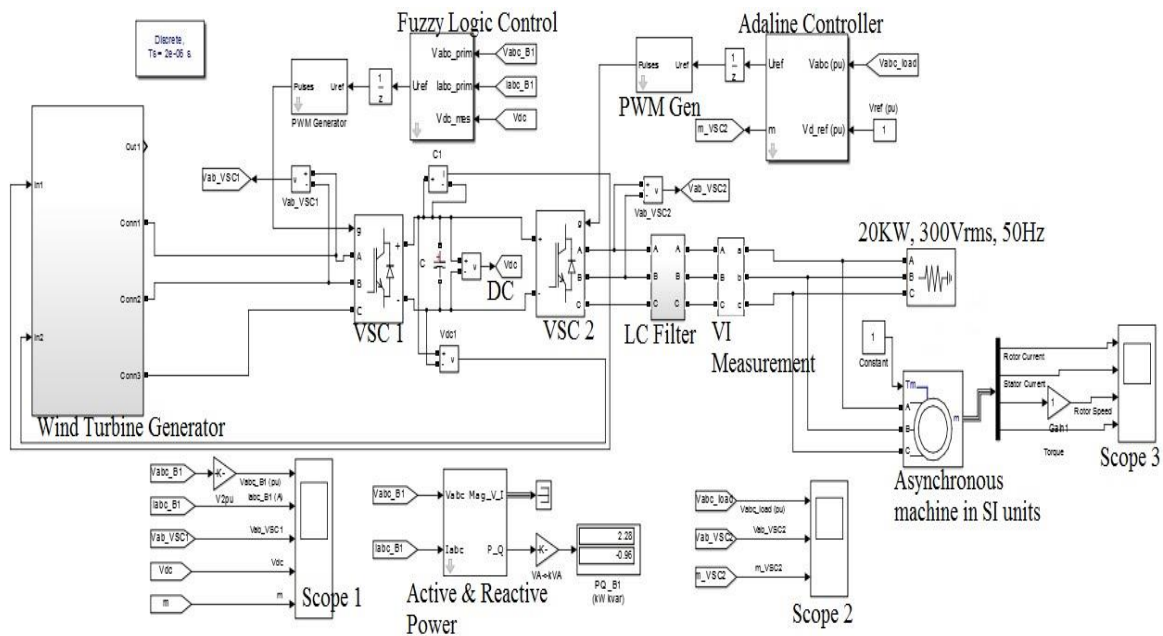 Fuzzy Logic Control
Adaline Controller
Discrete,
Ts = 2e-06 s.
Vabc_prim
Iabc_prim
Vdc_mes
Uref
Vabc_B1
Iabc_B1
Vdc
1
z
Pulses
Uref
PWM Generator
Pulses
Uref
PWM Gen
1
z
Uref
m
Vabc (pu)
Vd_ref (pu)
Vabc_load
Vref (pu)
1
m_VSC2
Out1
In1
In2
Conn1
Conn2
Conn3
Wind Turbine Generator
Vab_VSC1
Vab_VSC1
g
A
B
C
VSC 1
C1
C
Vdc
DC
Vdc1
g
VSC 2
A
B
C
Vab_VSC2
Vab_VSC2
A
B
C
A
B
C
LC Filter
A
B
C
a
b
c
VI
Measurement
20KW, 300Vrms, 50Hz
A
B
C
1
Constant
Tm
A
B
C
m
Asynchronous
machine in SI units
Rotor Current
Stator Current
1
Gain1
Rotor Speed
Torque
Scope 3
Vabc_B1
-K-
V2pu
Vabc_B1 (pu)
Iabc_B1
Iabc_B1 (A)
Vab_VSC1
Vab_VSC1
Vdc
Vdc
m
m
Scope 1
Vabc_B1
Iabc_B1
Vabc
Iabc
Mag_V_I
P_Q
-K-
VA->kVA
2.28
-0.96
PQ_B1
(kW kvar)
Active & Reactive
Power
Vabc_load
Vabc_load (pu)
Vab_VSC2
Vab_VSC2
m_VSC2
m_VSC2
Scope 2